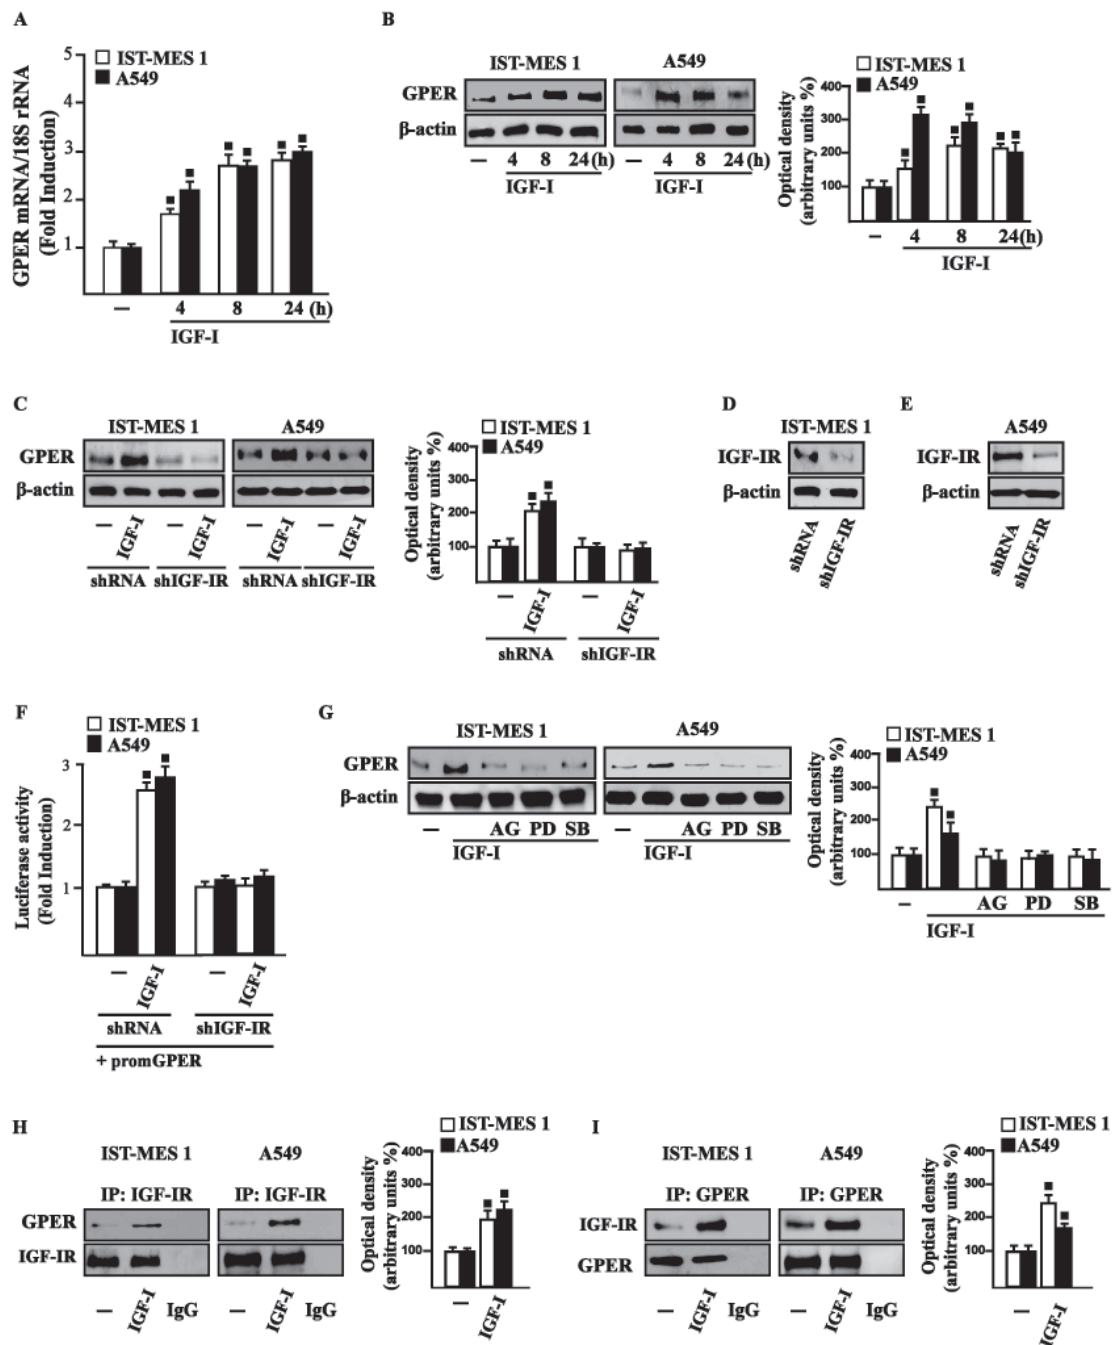 A
GPER mRNA/18S rRNA
(Fold Induction)
5
4
3
2
1
IST-MES 1
A549
–
4
8
24 (h)
IGF-I
B
IST-MES 1
A549
GPER
β-actin
–
4
8
24 (h)
–
4
8
24 (h)
IGF-I
IGF-I
Optical density
(arbitrary units %)
400
300
200
100
IST-MES 1
A549
–
4
8
24(h)
IGF-I
C
IST-MES 1
A549
GPER
β-actin
–
IGF-I
–
IGF-I
–
IGF-I
–
IGF-I
shRNA
shIGF-IR
shRNA
shIGF-IR
Optical density
(arbitrary units %)
400
300
200
100
IST-MES 1
A549
–
IGF-I
–
IGF-I
shRNA
shIGF-IR
D
IST-MES 1
IGF-IR
β-actin
shRNA
shIGF-IR
E
A549
IGF-IR
β-actin
shRNA
shIGF-IR
F
IST-MES 1
A549
Luciferase activity
(Fold Induction)
3
2
1
–
IGF-I
–
IGF-I
shRNA
shIGF-IR
+ promGPER
G
IST-MES 1
A549
GPER
β-actin
–
AG PD SB
–
AG PD SB
IGF-I
IGF-I
Optical density
(arbitrary units %)
400
300
200
100
IST-MES 1
A549
–
AG
PD
SB
IGF-I
H
IST-MES 1
A549
IP: IGF-IR
IP: IGF-IR
GPER
IGF-IR
–
IGF-I
IgG
–
IGF-I
IgG
Optical density
(arbitrary units %)
400
300
200
100
IST-MES 1
A549
–
IGF-I
I
IST-MES 1
A549
IP: GPER
IP: GPER
IGF-IR
GPER
–
IGF-I
IgG
–
IGF-I
IgG
Optical density
(arbitrary units %)
400
300
200
100
IST-MES 1
A549
–
IGF-I